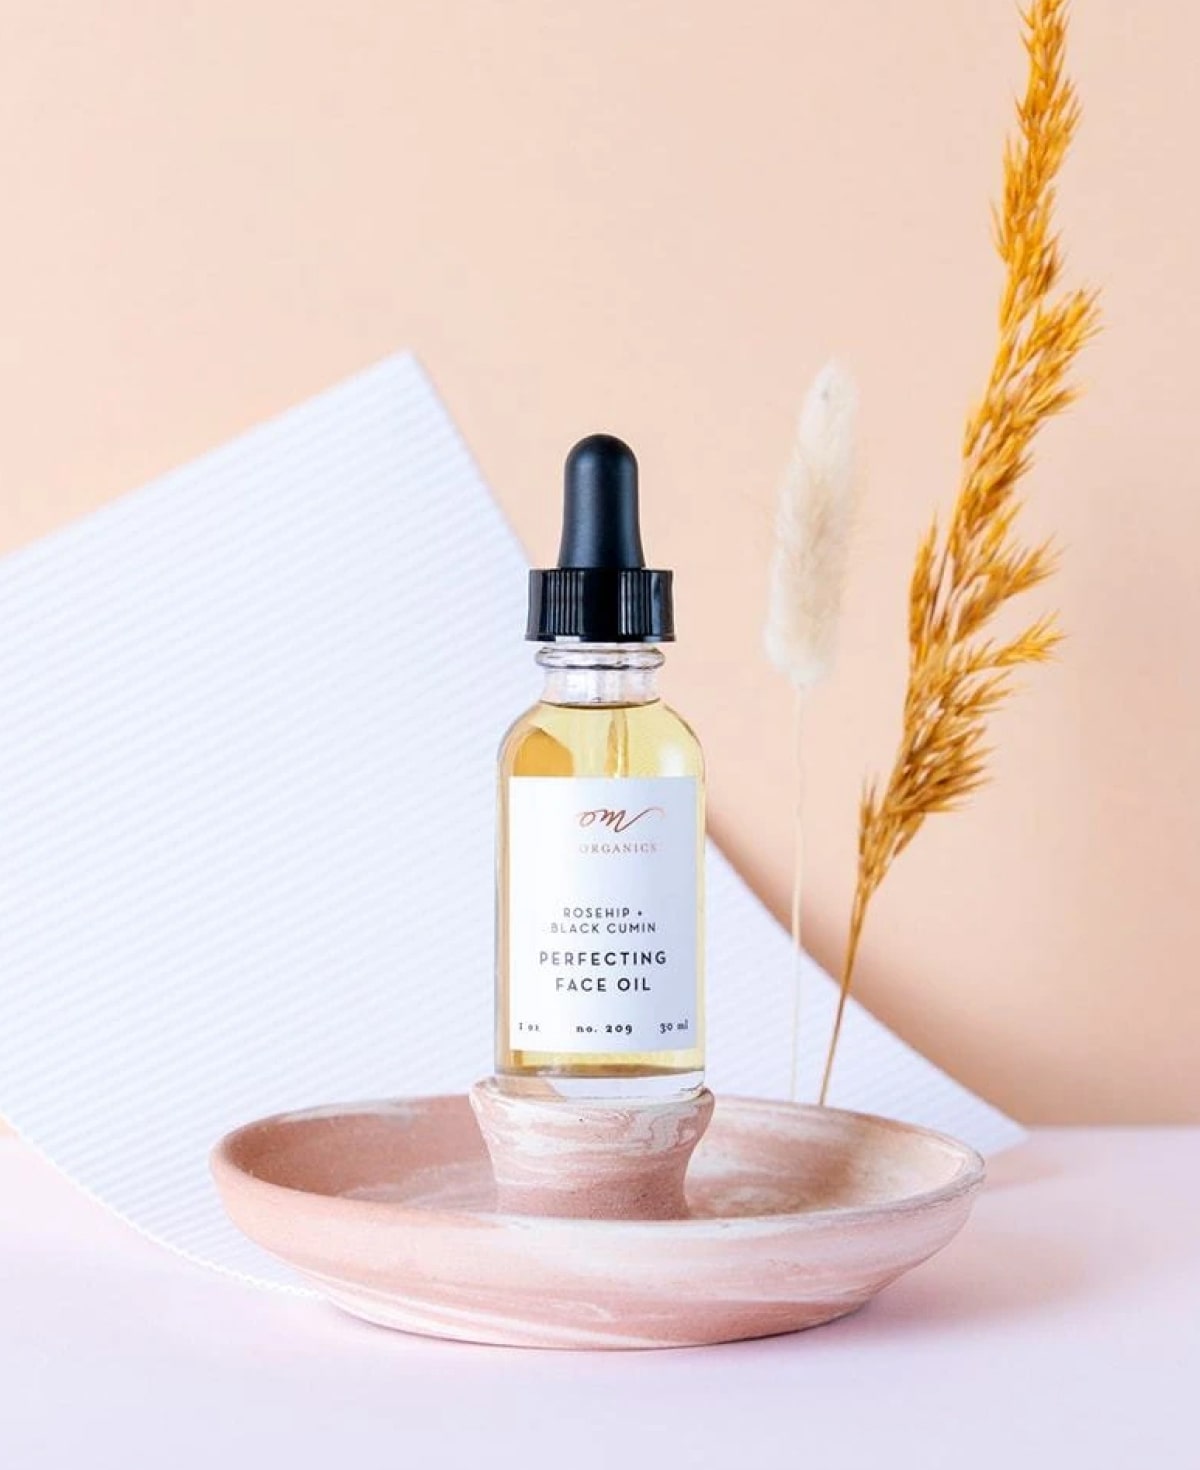 om
ORGANICS
ROSEHIP +
BLACK CUMIN
PERFECTING
FACE OIL
1 oz no. 209 30 ml